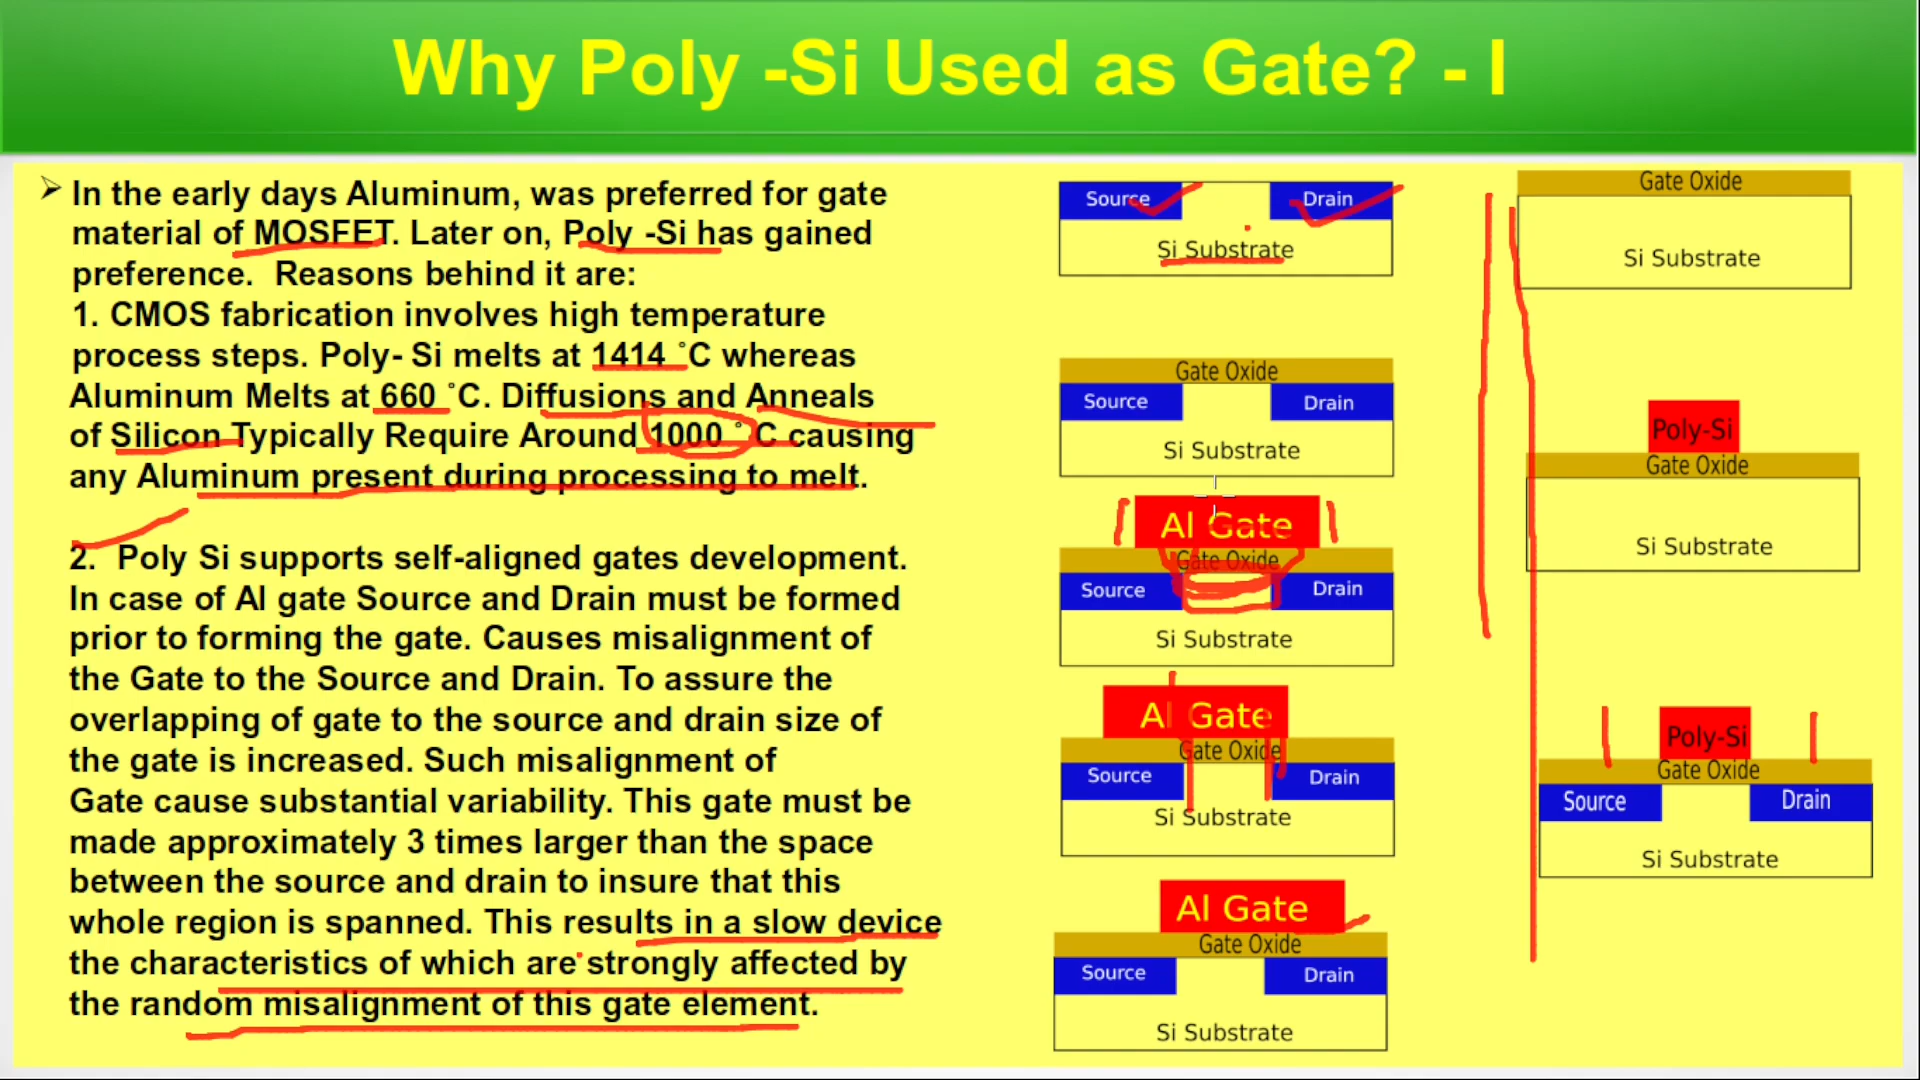 Why Poly -Si Used as Gate? - I
In the early days Aluminum, was preferred for gate
material of MOSFET. Later on, Poly -Si has gained
preference.  Reasons behind it are:
1. CMOS fabrication involves high temperature
process steps. Poly- Si melts at 1414 ˚C whereas
Aluminum Melts at 660 ˚C. Diffusions and Anneals
of Silicon Typically Require Around 1000 ˚ C causing
any Aluminum present during processing to melt.
2.  Poly Si supports self-aligned gates development.
In case of Al gate Source and Drain must be formed
prior to forming the gate. Causes misalignment of
the Gate to the Source and Drain. To assure the
overlapping of gate to the source and drain size of
the gate is increased. Such misalignment of
Gate cause substantial variability. This gate must be
made approximately 3 times larger than the space
between the source and drain to insure that this
whole region is spanned. This results in a slow device
the characteristics of which are strongly affected by
the random misalignment of this gate element.
Source Drain
Si Substrate
Gate Oxide
Source Drain
Si Substrate
Al Gate
Gate Oxide
Source Drain
Si Substrate
Al Gate
Gate Oxide
Source Drain
Si Substrate
Al Gate
Gate Oxide
Source Drain
Si Substrate
Gate Oxide
Si Substrate
Poly-Si
Gate Oxide
Si Substrate
Poly-Si
Gate Oxide
Source Drain
Si Substrate